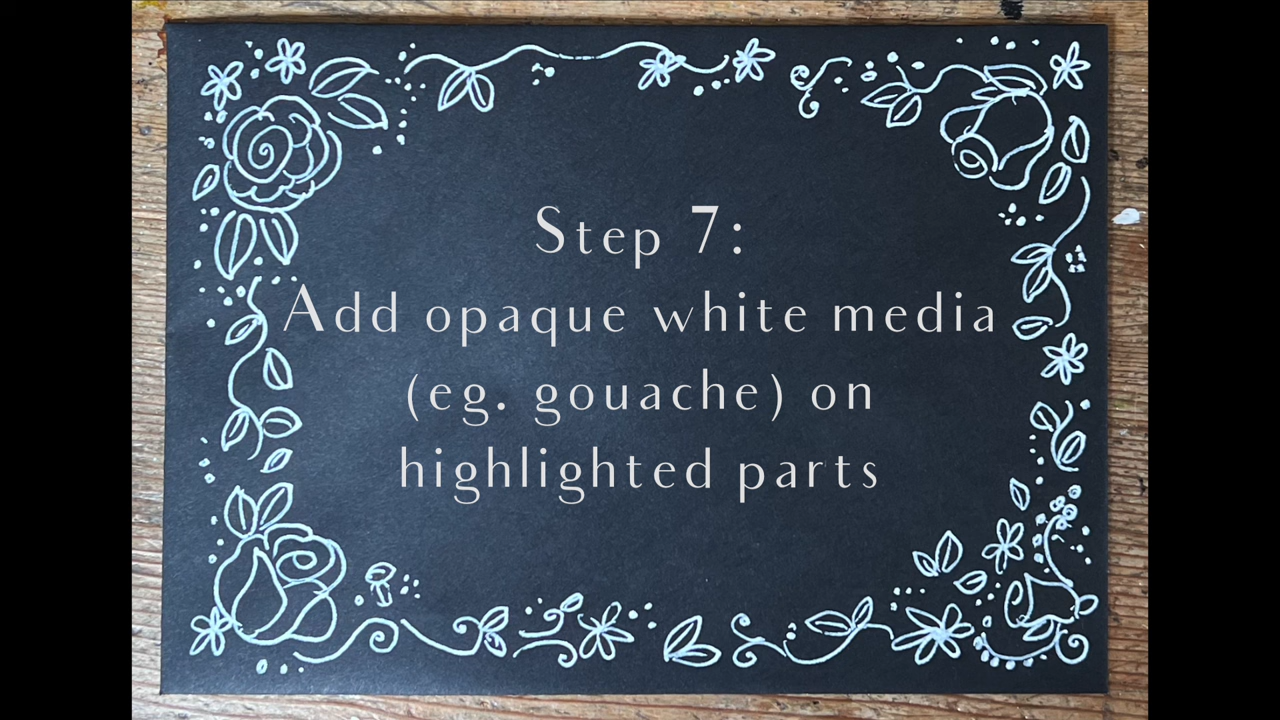 Step 7:
Add opaque white media
(eg. gouache) on
highlighted parts